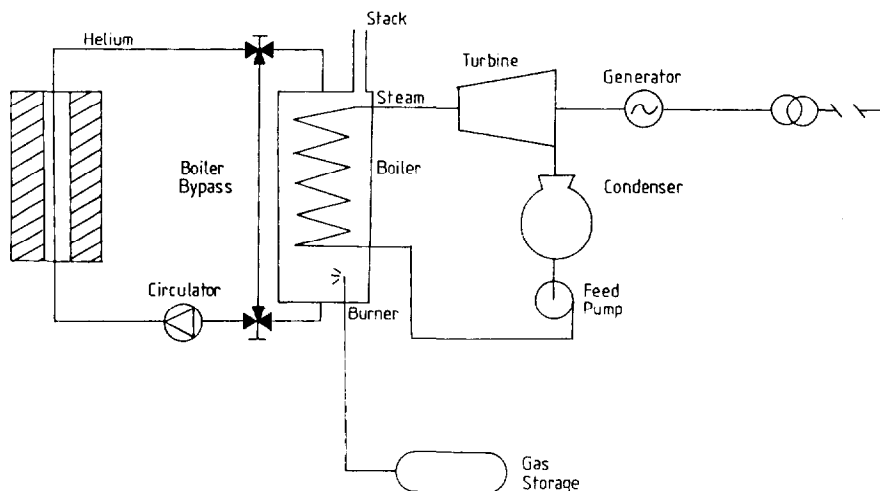 Stack
Helium
Turbine
Generator
Steam
Boiler
Bypass
Boiler
Condenser
Circulator
Burner
Feed
Pump
Gas
Storage